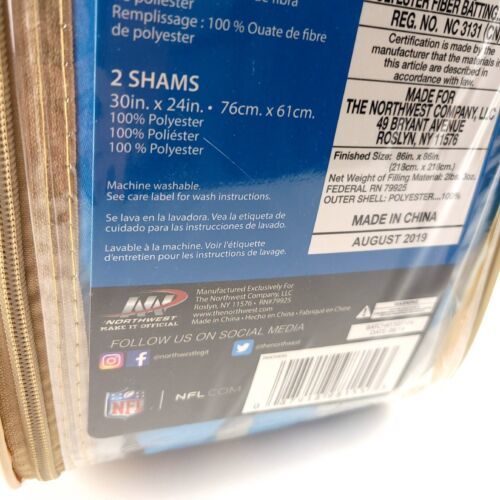 polyester
Remplissage : 100 % Ouate de fibre
de polyester
2 SHAMS
30in. x 24in. • 76cm. x 61cm.
100% Polyester
100% Poliéster
100 % Polyester
Machine washable.
See care label for wash instructions.
Se lava en la lavadora. Vea la etiqueta de
cuidado para las instrucciones de lavado.
Lavable à la machine. Voir l'étiquette
d'entretien pour les instructions de lavage.
POLYESTER FIBER BATTING
REG. NO. NC 3131 (CN)
Certification is made by the
manufacturer that the materials in
this article are described in
accordance with law.
MADE FOR
THE NORTHWEST COMPANY, LLC
49 BRYANT AVENUE
ROSLYN, NY 11576
Finished Size: 86in. x 86in.
(218cm. x 218cm.)
Net Weight of Filling Material: 2lbs. 3oz.
FEDERAL RN 79925
OUTER SHELL: POLYESTER....100%
MADE IN CHINA
AUGUST 2019
NORTHWEST
MAKE IT OFFICIAL
Manufactured Exclusively For
The Northwest Company, LLC
Roslyn, NY 11576 • RN#79925
Made in China • Hecho en China • Fabriqué en Chine
www.thenorthwest.com
FOLLOW US ON SOCIAL MEDIA
@northwestlegit
@thenorthwest
WARNING
NFL
NFL.COM